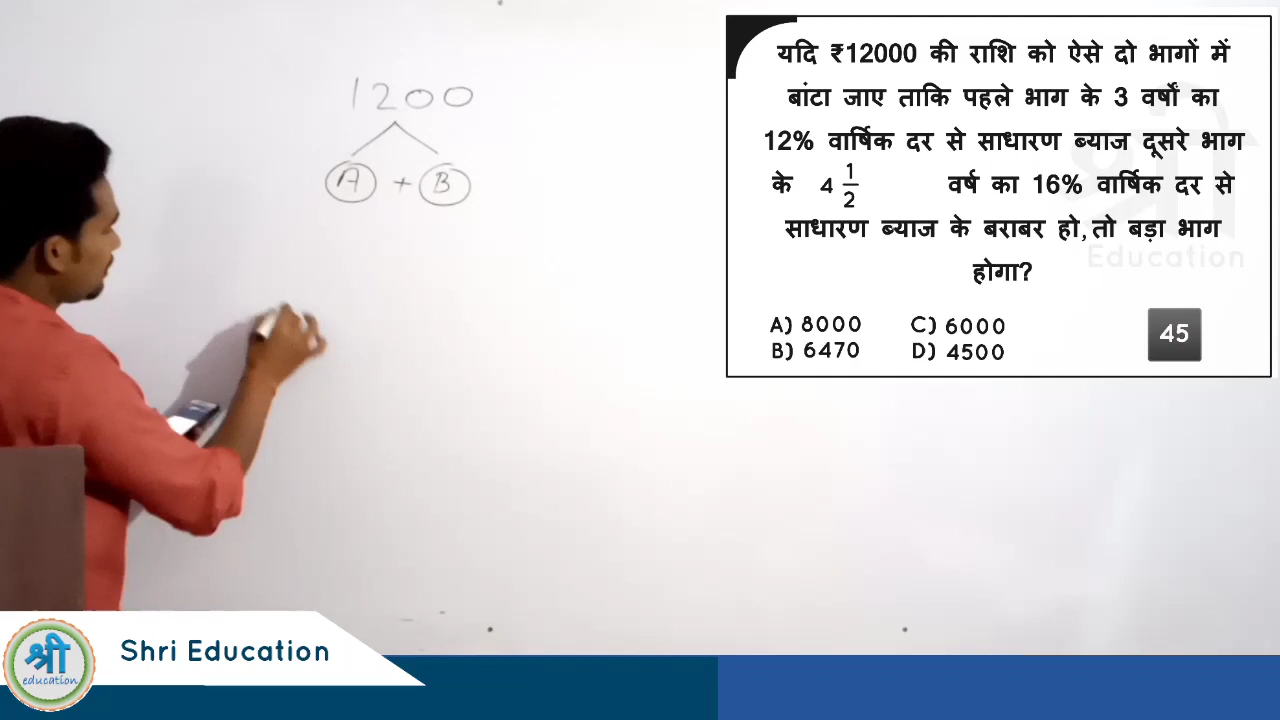 1200
A + B
यदि ₹12000 की राशि को ऐसे दो भागों में
बांटा जाए ताकि पहले भाग के 3 वर्षों का
12% वार्षिक दर से साधारण ब्याज दूसरे भाग
के 4 1/2 वर्ष का 16% वार्षिक दर से
साधारण ब्याज के बराबर हो,तो बड़ा भाग
होगा?
A) 8000 C) 6000
B) 6470 D) 4500
45
श्री
Education
श्री
education
Shri Education